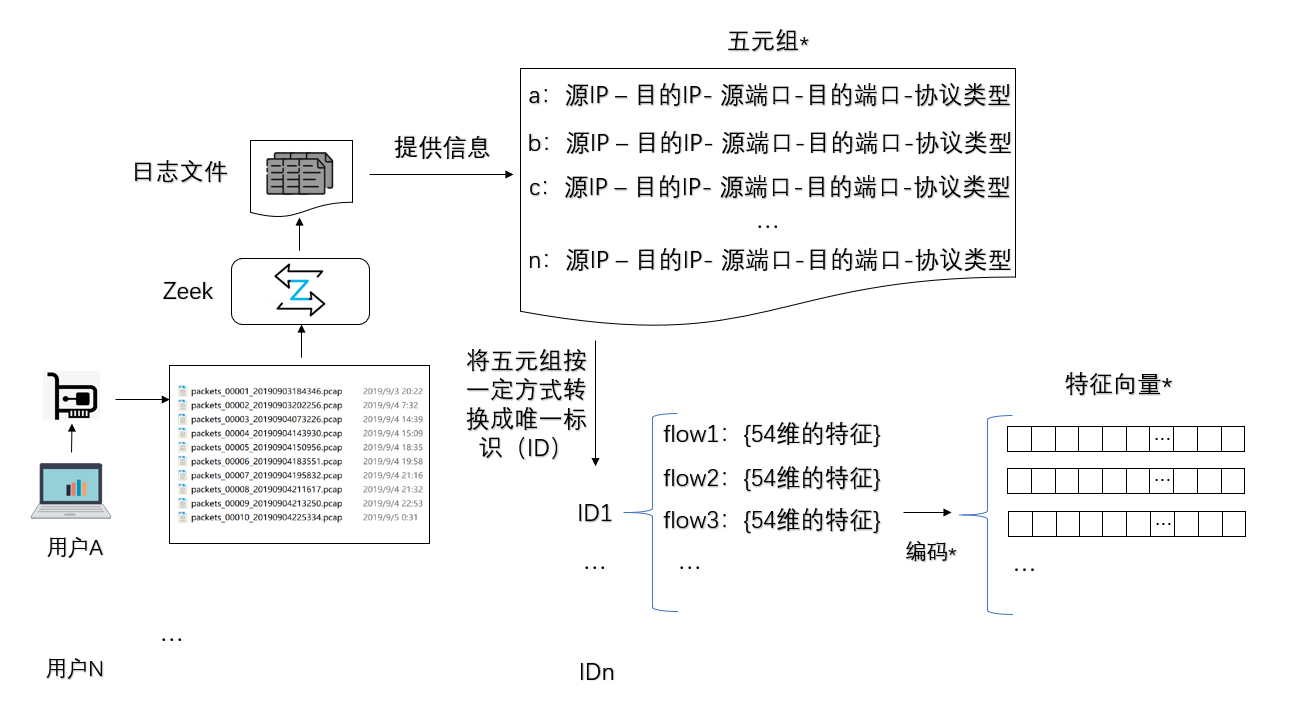 五元组*
a：源IP – 目的IP- 源端口-目的端口-协议类型
b：源IP – 目的IP- 源端口-目的端口-协议类型
c：源IP – 目的IP- 源端口-目的端口-协议类型
...
n：源IP – 目的IP- 源端口-目的端口-协议类型
提供信息
日志文件
Z
Zeek
packets_00001_20190903184346.pcap 2019/9/3 20:22
packets_00002_20190903202256.pcap 2019/9/4 7:32
packets_00003_20190904073226.pcap 2019/9/4 14:39
packets_00004_20190904143930.pcap 2019/9/4 15:09
packets_00005_20190904150956.pcap 2019/9/4 18:35
packets_00006_20190904183551.pcap 2019/9/4 19:58
packets_00007_20190904195832.pcap 2019/9/4 21:16
packets_00008_20190904211617.pcap 2019/9/4 21:32
packets_00009_20190904213250.pcap 2019/9/4 22:53
packets_00010_20190904225334.pcap 2019/9/5 0:31
用户A
...
用户N
将五元组按
一定方式转
换成唯一标
识（ID）
ID1
...
IDn
flow1：{54维的特征}
flow2：{54维的特征}
flow3：{54维的特征}
...
编码*
特征向量*
...
...
...
...